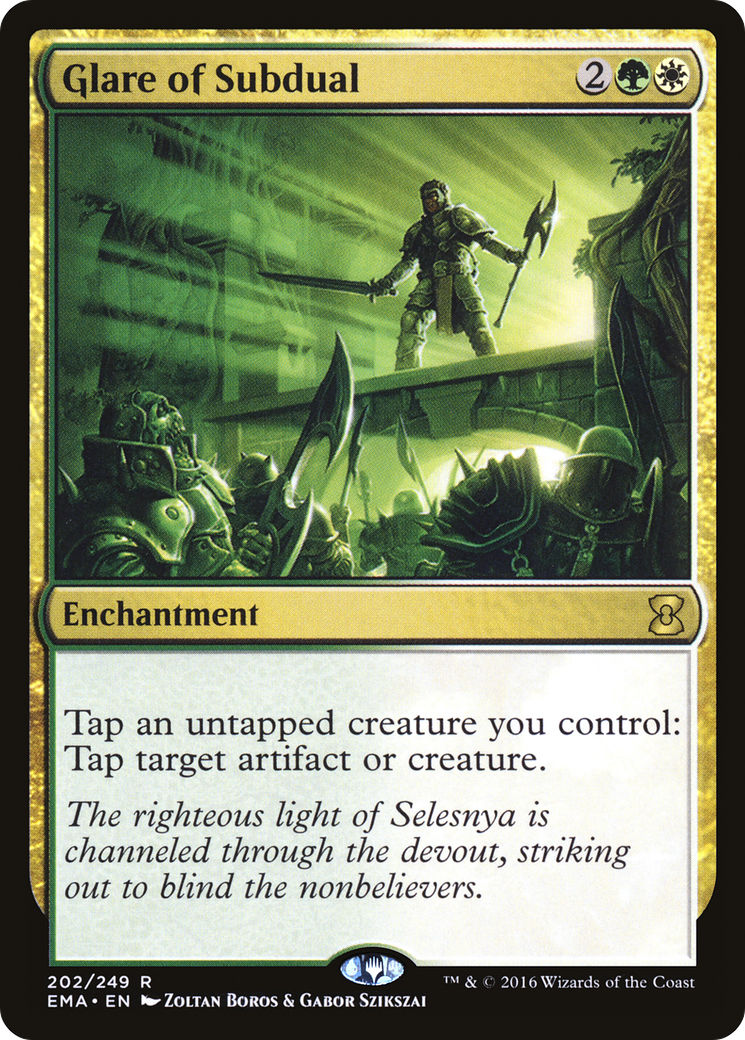 Glare of Subdual
2
Enchantment
Tap an untapped creature you control:
Tap target artifact or creature.
The righteous light of Selesnya is
channeled through the devout, striking
out to blind the nonbelievers.
202/249 R
EMA • EN Zoltan Boros & Gabor Szikszai
™ & © 2016 Wizards of the Coast